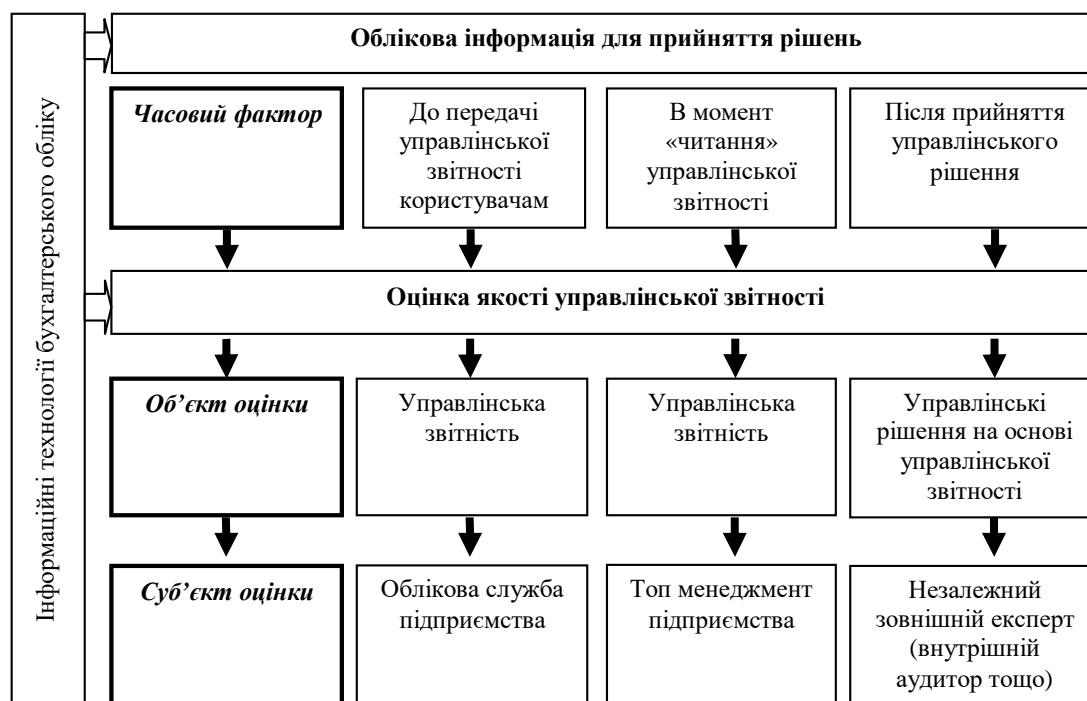 Інформаційні технології бухгалтерського обліку
Облікова інформація для прийняття рішень
Часовий фактор
До передачі
управлінської
звітності
користувачам
В момент
«читання»
управлінської
звітності
Після прийняття
управлінського
рішення
Оцінка якості управлінської звітності
Об’єкт оцінки
Управлінська
звітність
Управлінська
звітність
Управлінські
рішення на основі
управлінської
звітності
Суб’єкт оцінки
Облікова служба
підприємства
Топ менеджмент
підприємства
Незалежний
зовнішній експерт
(внутрішній
аудитор тощо)